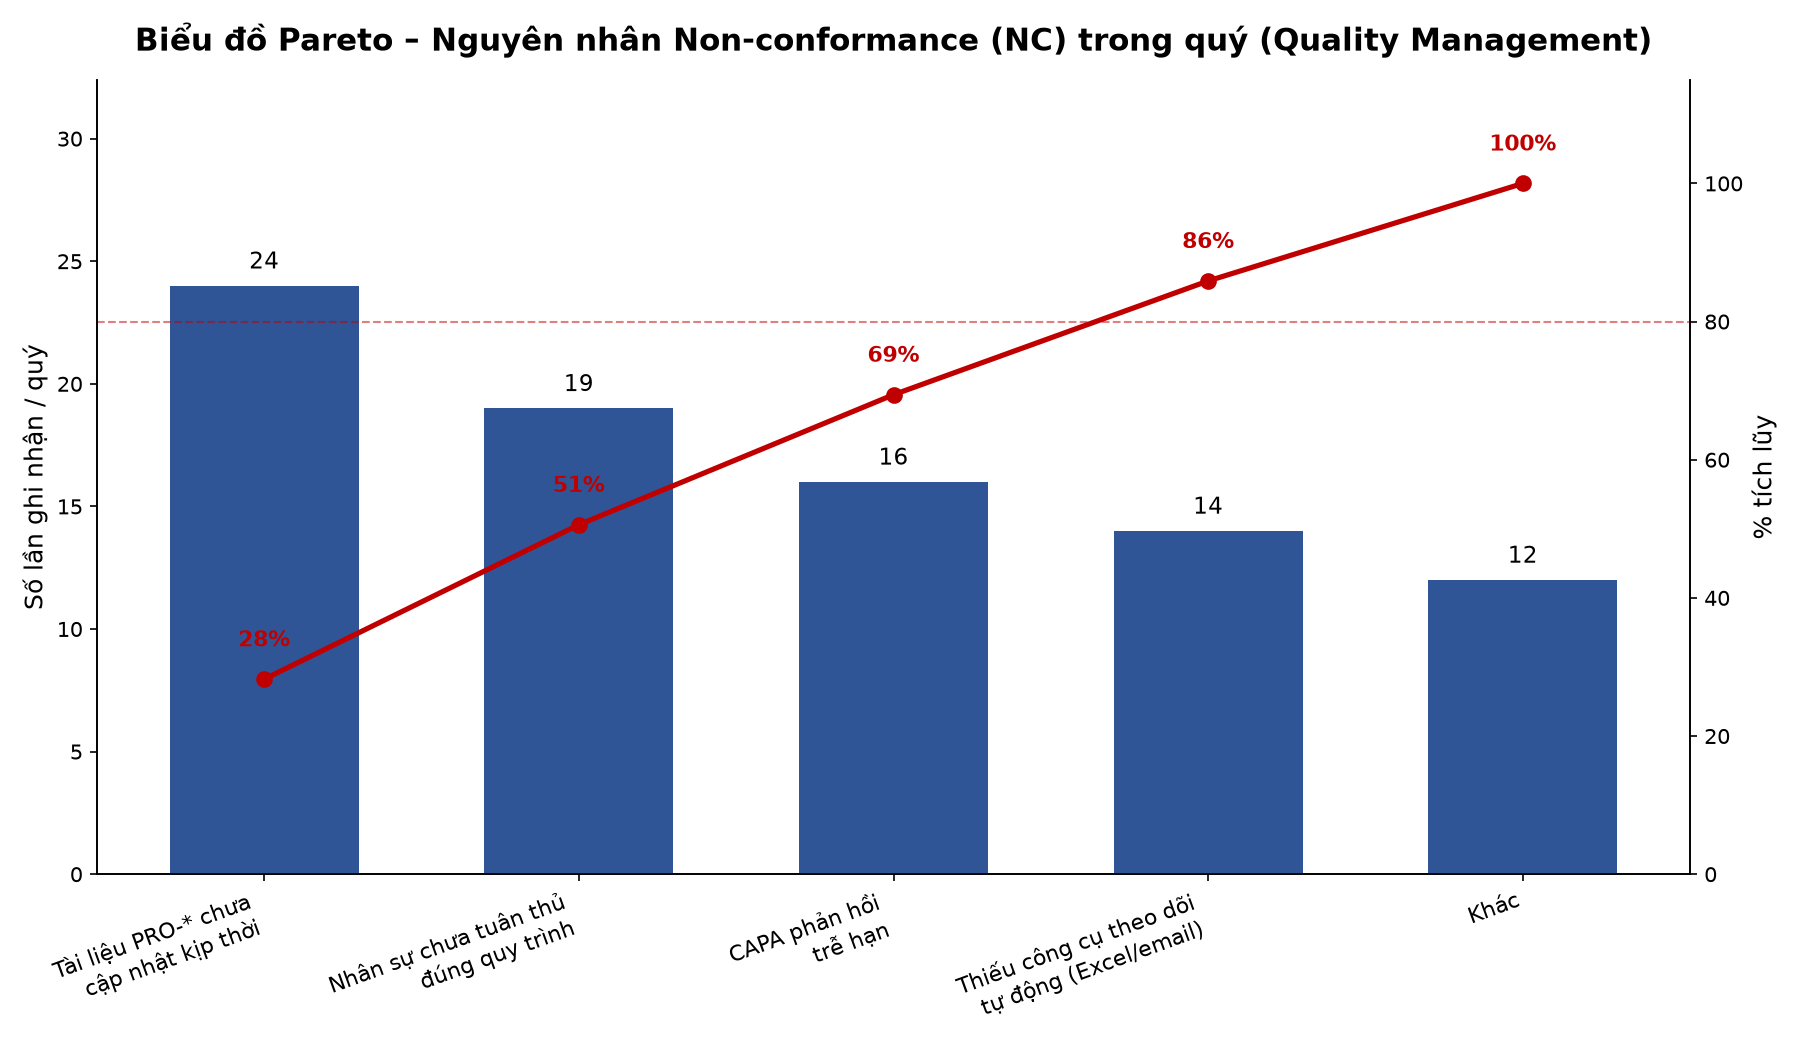 Biểu đồ Pareto – Nguyên nhân Non-conformance (NC) trong quý (Quality Management)
Số lần ghi nhận / quý
30
25
20
15
10
5
0
24
19
16
14
12
28%
51%
69%
86%
100%
100
80
60
40
20
0
% tích lũy
Tài liệu PRO-* chưa
cập nhật kịp thời
Nhân sự chưa tuân thủ
đúng quy trình
CAPA phản hồi
trễ hạn
Thiếu công cụ theo dõi
tự động (Excel/email)
Khác